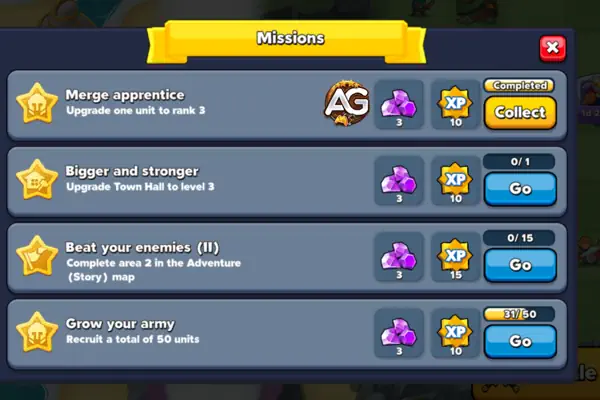 Missions
Merge apprentice
Upgrade one unit to rank 3
AG
3
XP
10
Completed
Collect
Bigger and stronger
Upgrade Town Hall to level 3
3
XP
10
0/ 1
Go
Beat your enemies (II)
Complete area 2 in the Adventure
(Story) map
3
XP
15
0/ 15
Go
Grow your army
Recruit a total of 50 units
3
XP
10
31/ 50
Go